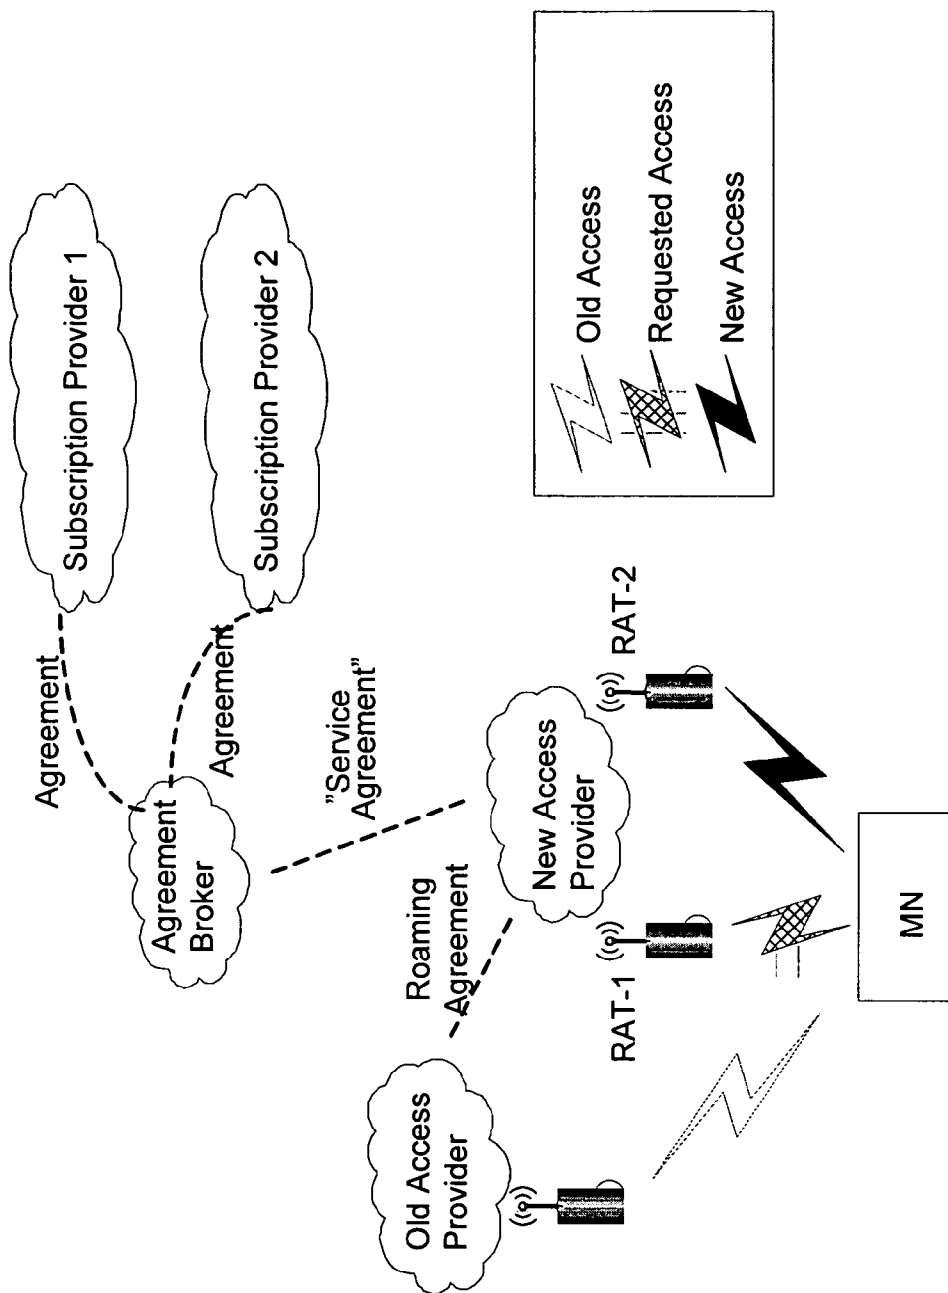 Subscription Provider 1
Subscription Provider 2
Agreement
Agreement
Agreement
Broker
”Service
Agreement”
Roaming
Agreement
Old Access
Provider
New Access
Provider
RAT-1
RAT-2
MN
Old Access
Requested Access
New Access